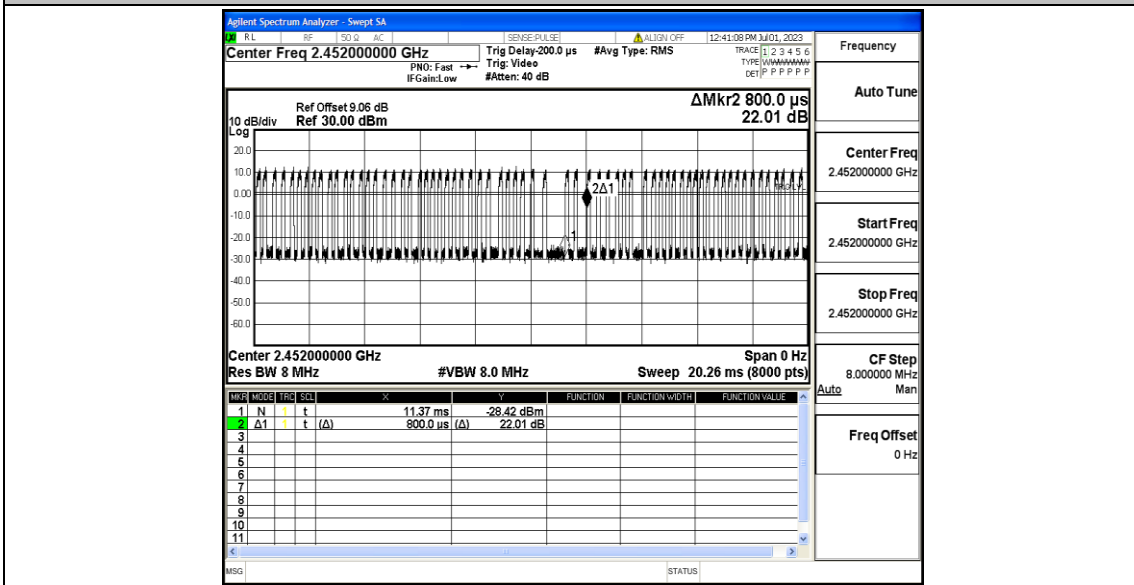 Agilent Spectrum Analyzer - Swept SA
RL RF 50 Ω AC SENSE:PULSE ALIGN OFF 12:41:08 PM Jul 01, 2023
Center Freq 2.452000000 GHz
PNO: Fast
IFGain:Low
Trig Delay-200.0 µs
Trig: Video
#Atten: 40 dB
#Avg Type: RMS
TRACE 1 2 3 4 5 6
TYPE
DET P P P P P P
ΔMkr2 800.0 µs
22.01 dB
Ref Offset 9.06 dB
10 dB/div Ref 30.00 dBm
Log
20.0
10.0
0.00
-10.0
-20.0
-30.0
-40.0
-50.0
-60.0
2Δ1
1
Center 2.452000000 GHz Span 0 Hz
Res BW 8 MHz #VBW 8.0 MHz Sweep 20.26 ms (8000 pts)
MKR MODE TRC SCL X Y FUNCTION FUNCTION WIDTH FUNCTION VALUE
1 N 1 t 11.37 ms -28.42 dBm
2 Δ1 1 t (Δ) 800.0 µs (Δ) 22.01 dB
3
4
5
6
7
8
9
10
11
MSG STATUS
Frequency
Auto Tune
Center Freq
2.452000000 GHz
Start Freq
2.452000000 GHz
Stop Freq
2.452000000 GHz
CF Step
8.000000 MHz
Auto Man
Freq Offset
0 Hz